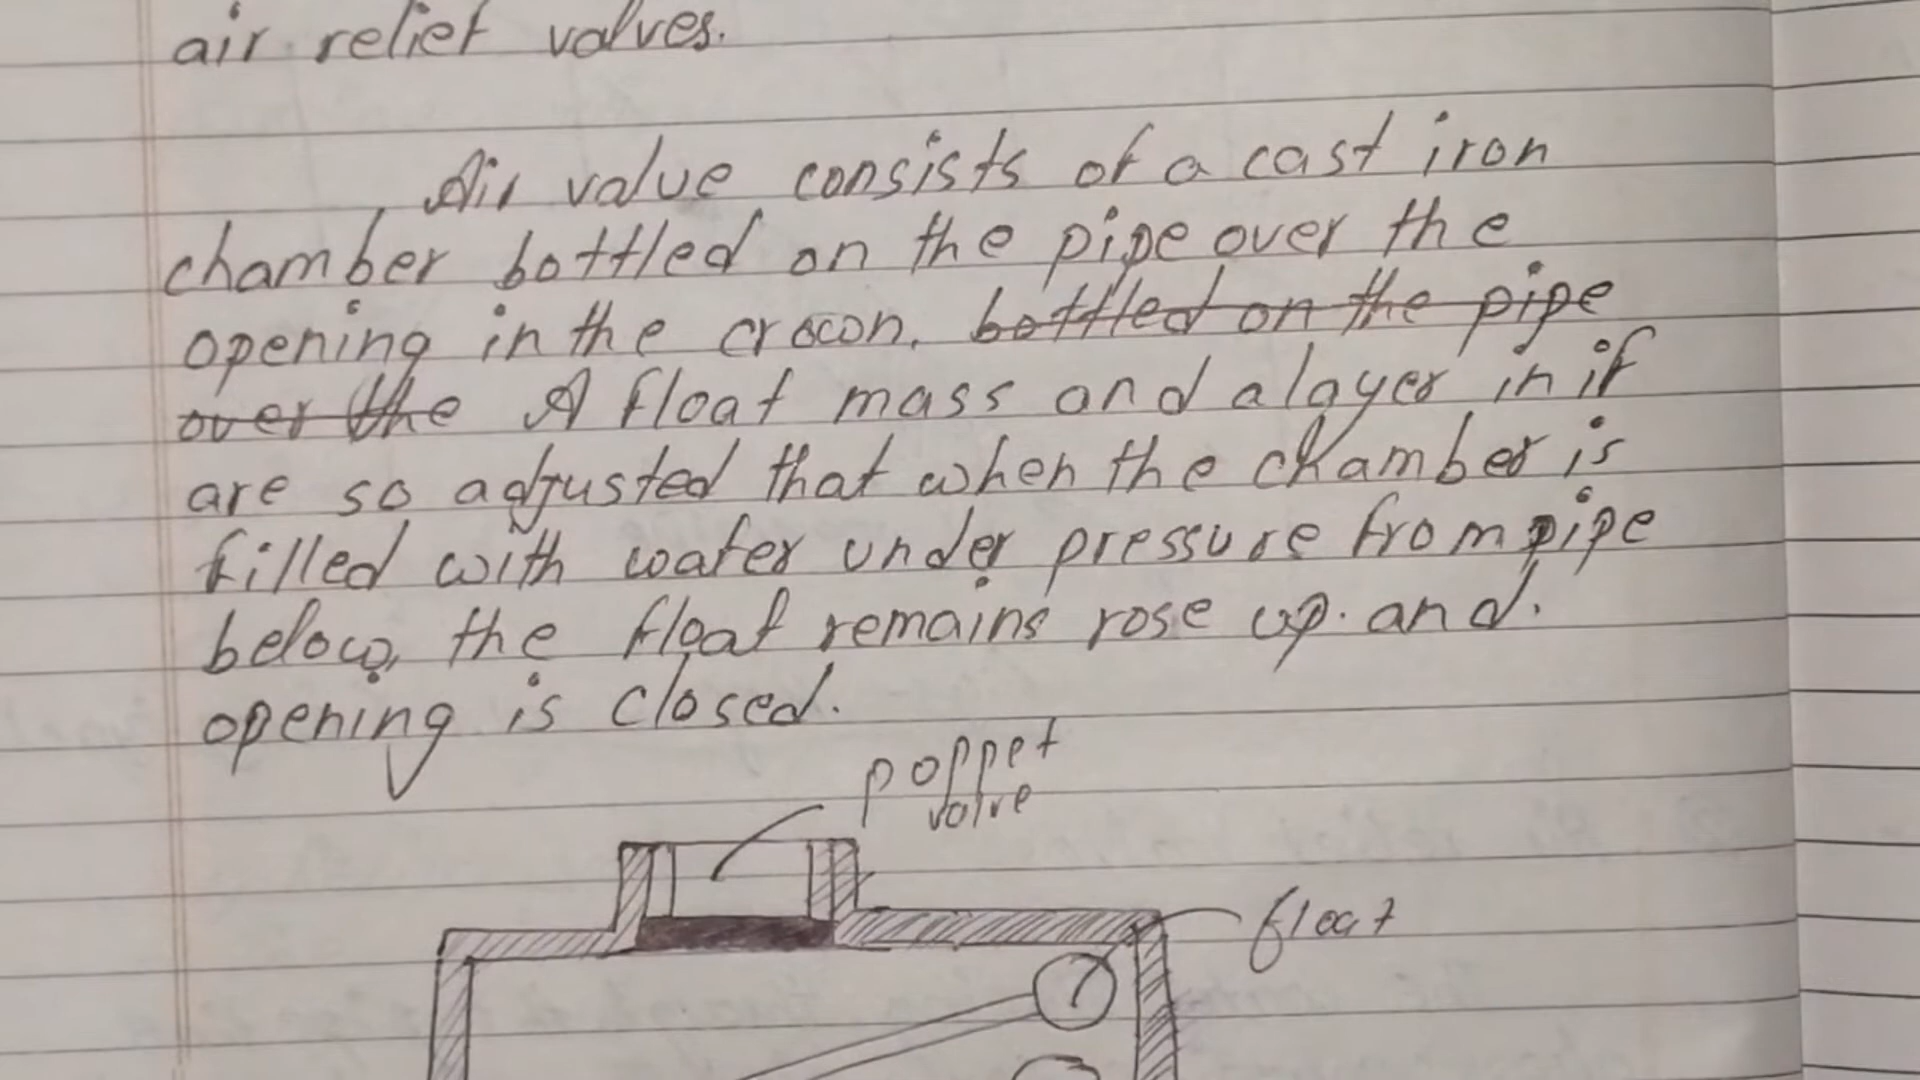 air relief valves.
Air value consists of a cast iron
chamber bottled on the pipe over the
opening in the crocon. bottled on the pipe
over the A float mass and a layer in it
are so adjusted that when the chamber is
filled with water under pressure from pipe
below, the float remains rose up. and.
opening is closed.
poppet
valve
float